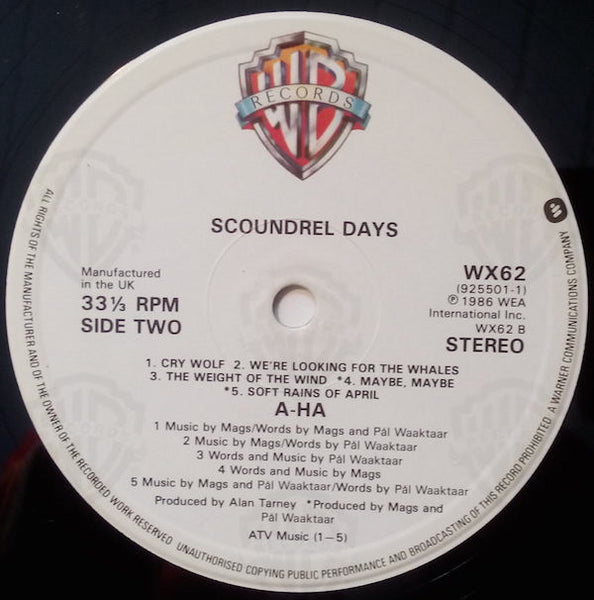 WB
RECORDS
SCOUNDREL DAYS
Manufactured
in the UK
33⅓ RPM
SIDE TWO
WX62
(925501-1)
℗ 1986 WEA
International Inc.
WX62 B
STEREO
1. CRY WOLF 2. WE'RE LOOKING FOR THE WHALES
3. THE WEIGHT OF THE WIND *4. MAYBE, MAYBE
*5. SOFT RAINS OF APRIL
A-HA
1 Music by Mags/Words by Mags and Pål Waaktaar
2 Music by Mags/Words by Pål Waaktaar
3 Words and Music by Pål Waaktaar
4 Words and Music by Mags
5 Music by Mags and Pål Waaktaar/Words by Pål Waaktaar
Produced by Alan Tarney *Produced by Mags and
Pål Waaktaar
ATV Music (1—5)
ALL RIGHTS OF THE MANUFACTURER AND OF THE OWNER OF THE RECORDED WORK RESERVED UNAUTHORISED COPYING PUBLIC PERFORMANCE AND BROADCASTING OF THIS RECORD PROHIBITED. A WARNER COMMUNICATIONS COMPANY